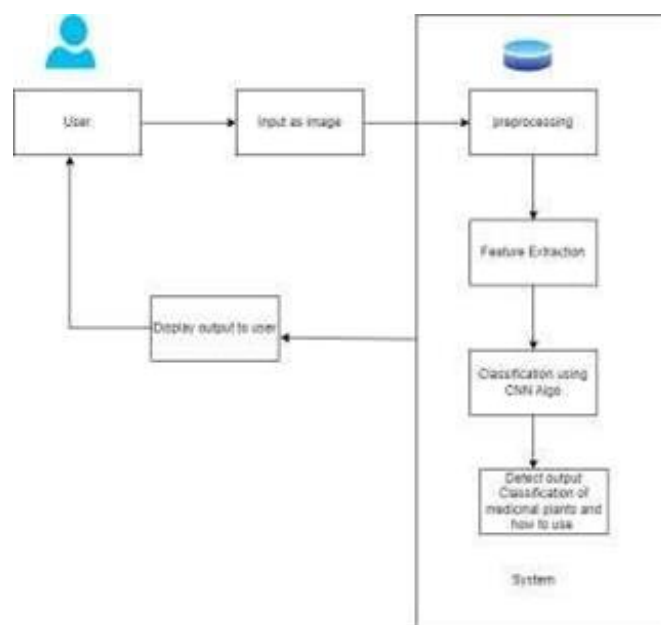 User
Input as image
preprocessing
Feature Extraction
Display output to user
Classification using
CNN Algo
Detect output
Classification of
medicinal plants and
how to use
System